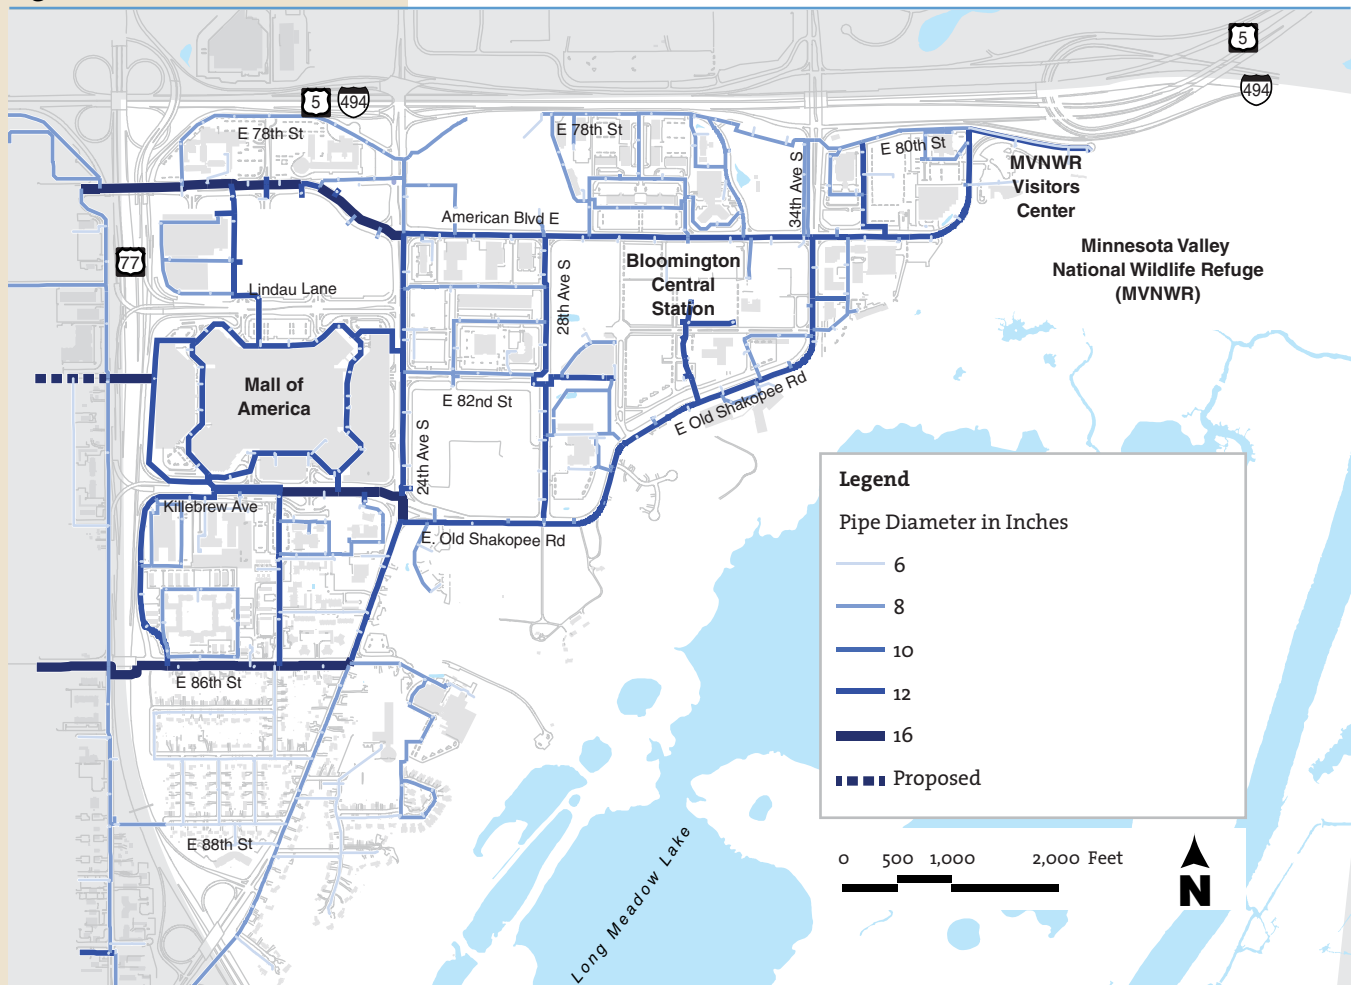 5
494
5
494
E 78th St
E 78th St
E 80th St
34th Ave S
MVNWR
Visitors
Center
American Blvd E
Minnesota Valley
National Wildlife Refuge
(MVNWR)
77
Bloomington
Central
Station
Lindau Lane
28th Ave S
Mall of
America
E 82nd St
E Old Shakopee Rd
24th Ave S
Killebrew Ave
E. Old Shakopee Rd
E 86th St
E 88th St
Long Meadow Lake
Legend
Pipe Diameter in Inches
6
8
10
12
16
Proposed
0 500 1,000 2,000 Feet
N